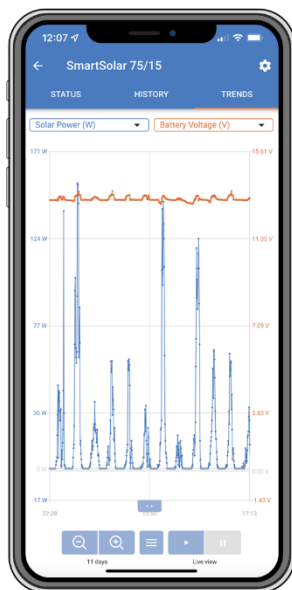 12:07
SmartSolar 75/15
STATUS HISTORY TRENDS
Solar Power (W) Battery Voltage (V)
171 W 15.61 V
124 W 11.35 V
77 W 7.09 V
30 W 2.83 V
0 W 0.00 V
-17 W -1.43 V
22:28 17:13
11 days Live view